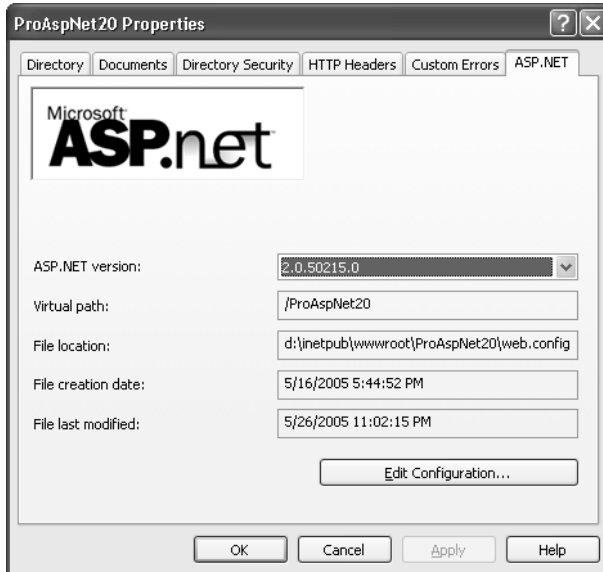 ProAspNet20 Properties
Directory Documents Directory Security HTTP Headers Custom Errors ASP.NET
Microsoft
ASP.net
ASP.NET version: 2.0.50215.0
Virtual path: /ProAspNet20
File location: d:\inetpub\wwwroot\ProAspNet20\web.config
File creation date: 5/16/2005 5:44:52 PM
File last modified: 5/26/2005 11:02:15 PM
Edit Configuration...
OK Cancel Apply Help